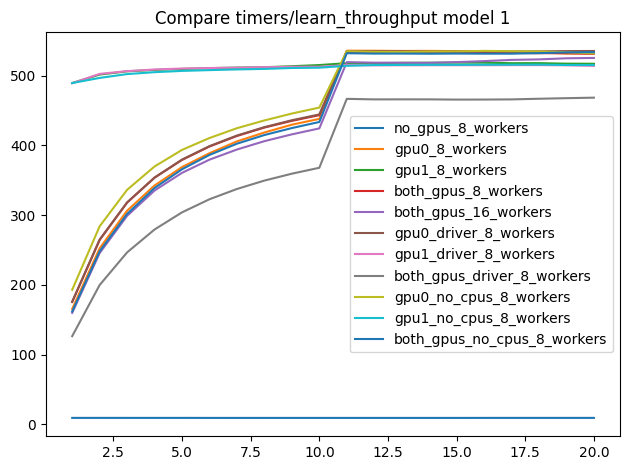 Compare timers/learn_throughput model 1
500
400
300
200
100
0
no_gpus_8_workers
gpu0_8_workers
gpu1_8_workers
both_gpus_8_workers
both_gpus_16_workers
gpu0_driver_8_workers
gpu1_driver_8_workers
both_gpus_driver_8_workers
gpu0_no_cpus_8_workers
gpu1_no_cpus_8_workers
both_gpus_no_cpus_8_workers
2.5 5.0 7.5 10.0 12.5 15.0 17.5 20.0